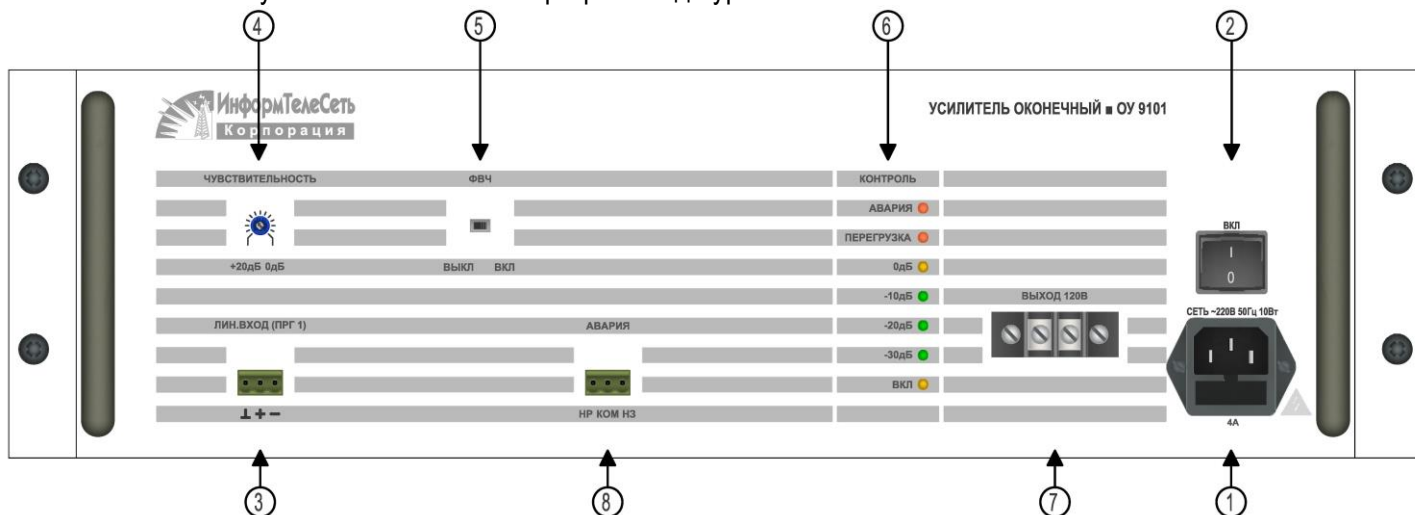 4 5 6 2
ИнформТелеСеть
Корпорация
УСИЛИТЕЛЬ ОКОНЕЧНЫЙ ■ ОУ 9101
ЧУВСТВИТЕЛЬНОСТЬ ФВЧ КОНТРОЛЬ
АВАРИЯ
ВКЛ
ПЕРЕГРУЗКА
+20дБ 0дБ ВЫКЛ ВКЛ 0дБ
I
0
-10дБ ВЫХОД 120В
СЕТЬ ~220В 50Гц 10Вт
ЛИН.ВХОД (ПРГ 1) АВАРИЯ -20дБ
-30дБ
ВКЛ
⊥ + − НР КОМ НЗ
4А
3 8 7 1